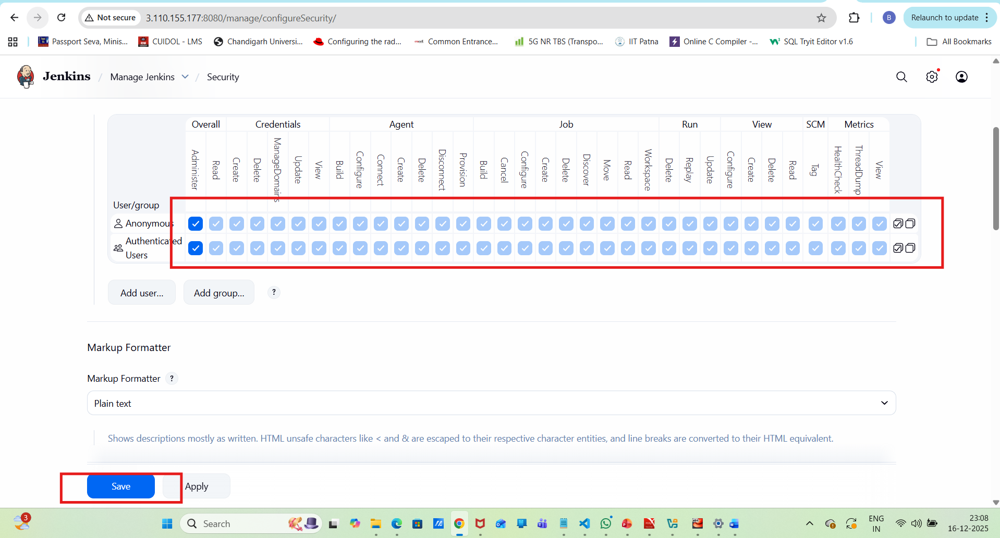 Not secure 3.110.155.177:8080/manage/configureSecurity/ B Relaunch to update
Passport Seva, Minis... CUIDOL - LMS Chandigarh Universi... Configuring the rad... Common Entrance... 5G NR TBS (Transpo... IIT Patna Online C Compiler -... SQL Tryit Editor v1.6 All Bookmarks
Jenkins / Manage Jenkins / Security
Overall Credentials Agent Job Run View SCM Metrics
Administer Read Create Delete ManageDomains Update View Build Configure Connect Create Delete Disconnect Provision Build Cancel Configure Create Delete Discover Move Read Workspace Delete Replay Update Configure Create Delete Read Tag HealthCheck ThreadDump View
User/group
Anonymous
Authenticated
Users
Add user... Add group... ?
Markup Formatter
Markup Formatter ?
Plain text
Shows descriptions mostly as written. HTML unsafe characters like < and & are escaped to their respective character entities, and line breaks are converted to their HTML equivalent.
Save Apply
3 Search ENG 23:08
IN 16-12-2025